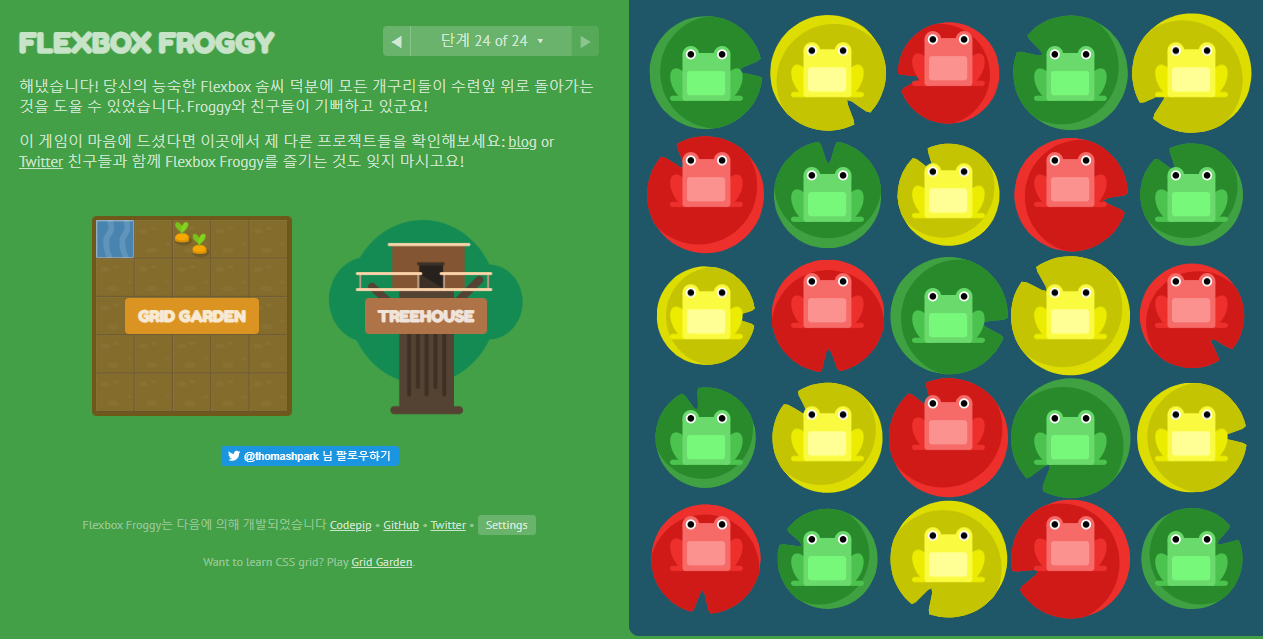 FLEXBOX FROGGY
단계 24 of 24
해냈습니다! 당신의 능숙한 Flexbox 솜씨 덕분에 모든 개구리들이 수련잎 위로 돌아가는
것을 도울 수 있었습니다. Froggy와 친구들이 기뻐하고 있군요!
이 게임이 마음에 드셨다면 이곳에서 제 다른 프로젝트들을 확인해보세요: blog or
Twitter 친구들과 함께 Flexbox Froggy를 즐기는 것도 잊지 마시고요!
GRID GARDEN
TREEHOUSE
@thomashpark 님 팔로우하기
Flexbox Froggy는 다음에 의해 개발되었습니다 Codepip • GitHub • Twitter • Settings
Want to learn CSS grid? Play Grid Garden.